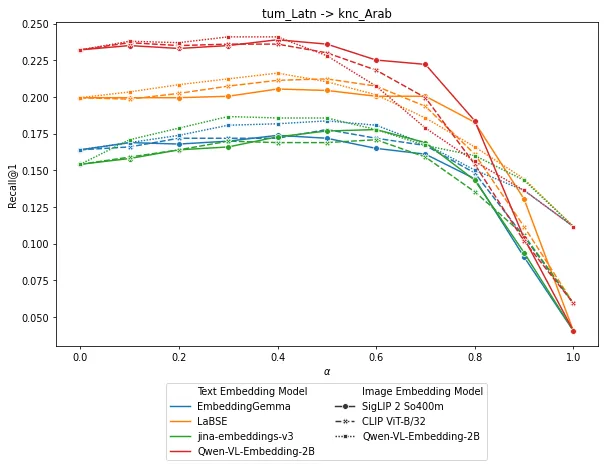 tum_Latn -> knc_Arab
Recall@1
0.250
0.225
0.200
0.175
0.150
0.125
0.100
0.075
0.050
0.0 0.2 0.4 0.6 0.8 1.0
α
Text Embedding Model Image Embedding Model
EmbeddingGemma SigLIP 2 So400m
LaBSE CLIP ViT-B/32
jina-embeddings-v3 Qwen-VL-Embedding-2B
Qwen-VL-Embedding-2B